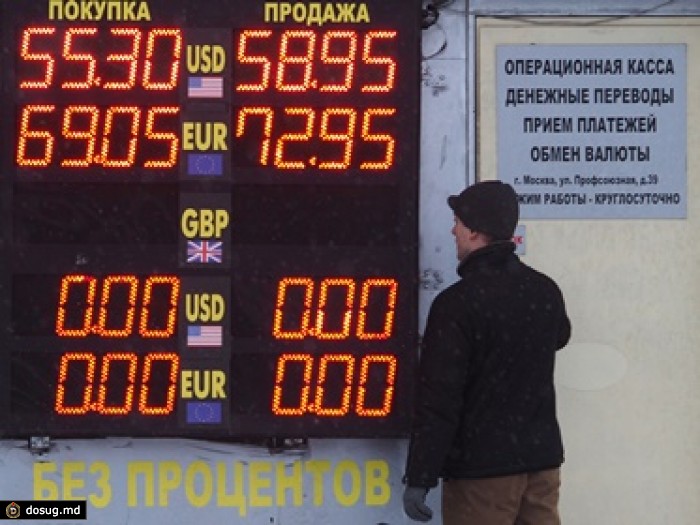 ПОКУПКА ПРОДАЖА
55.30 USD 58.95
69.05 EUR 72.95
GBP
0.00 USD 0.00
0.00 EUR 0.00
БЕЗ ПРОЦЕНТОВ
ОПЕРАЦИОННАЯ КАССА
ДЕНЕЖНЫЕ ПЕРЕВОДЫ
ПРИЕМ ПЛАТЕЖЕЙ
ОБМЕН ВАЛЮТЫ
г. Москва, ул. Профсоюзная, д.39
РАБОТЫ - КРУГЛОСУТОЧНО
dosug.md